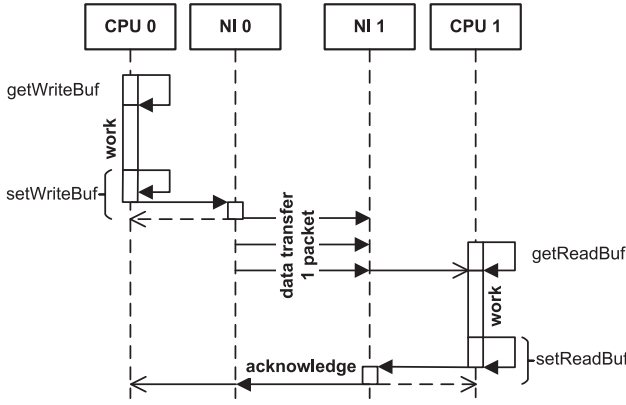 CPU 0 NI 0 NI 1 CPU 1
getWriteBuf
work
setWriteBuf
data transfer
1 packet
getReadBuf
work
setReadBuf
acknowledge